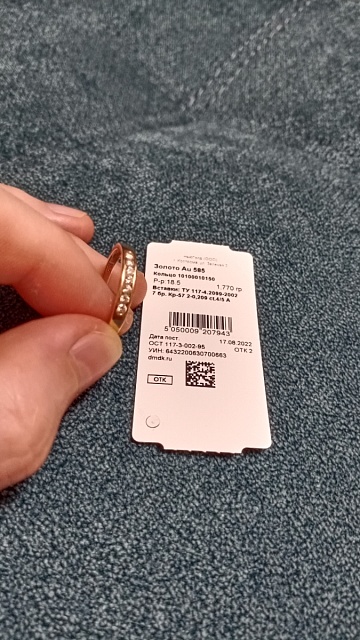 Золото Au 585
Кольцо 10100010150
Р-р:18.5 1.770 гр
Вставки: ТУ 117-4.2099-2002
7 бр. Кр-57 2-0,209 ct.4/5 А
5 050009 207943
Дата пост. 17.08.2022
ОСТ 117-3-002-95 ОТК 2
УИН: 6432200630700663
dmdk.ru
ОТК